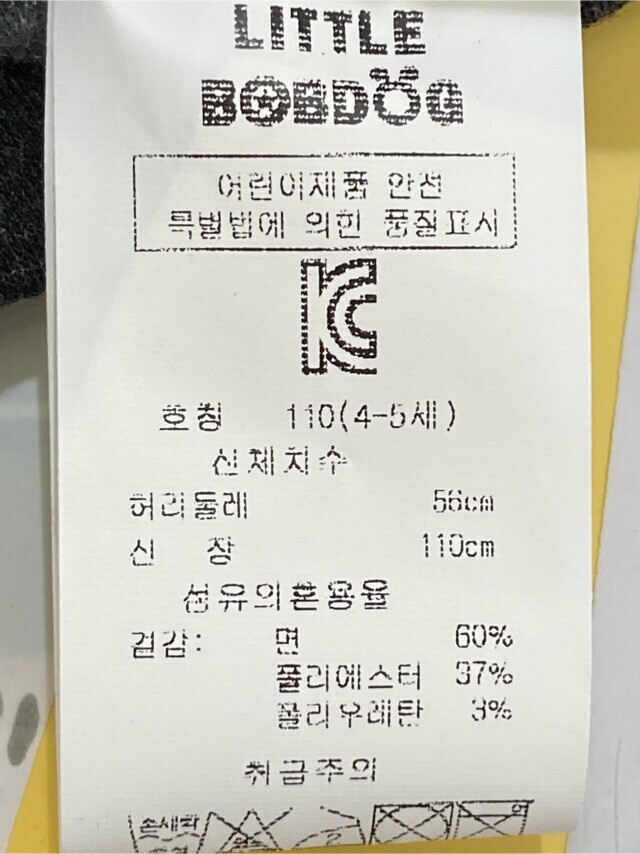 LITTLE
BOBDOG
어린이제품 안전
특별법에 의한 품질표시
KC
호칭 110(4-5세)
신체치수
허리둘레 56cm
신 장 110cm
섬유의혼용율
겉감: 면 60%
폴리에스터 37%
폴리우레탄 3%
취급주의
손세탁